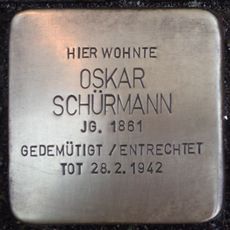 HIER WOHNTE
OSKAR
SCHÜRMANN
JG. 1861
GEDEMÜTIGT / ENTRECHTET
TOT 28.2.1942